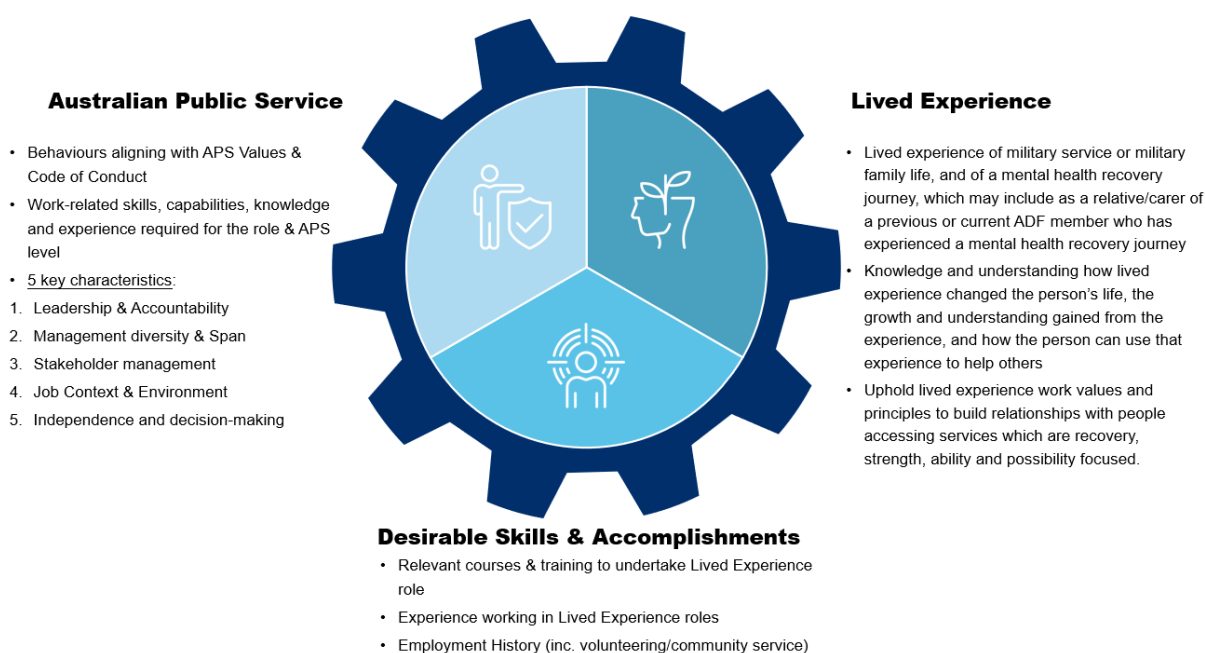 Australian Public Service
• Behaviours aligning with APS Values &
Code of Conduct
• Work-related skills, capabilities, knowledge
and experience required for the role & APS
level
• 5 key characteristics:
1. Leadership & Accountability
2. Management diversity & Span
3. Stakeholder management
4. Job Context & Environment
5. Independence and decision-making
Lived Experience
• Lived experience of military service or military
family life, and of a mental health recovery
journey, which may include as a relative/carer of
a previous or current ADF member who has
experienced a mental health recovery journey
• Knowledge and understanding how lived
experience changed the person’s life, the
growth and understanding gained from the
experience, and how the person can use that
experience to help others
• Uphold lived experience work values and
principles to build relationships with people
accessing services which are recovery,
strength, ability and possibility focused.
Desirable Skills & Accomplishments
• Relevant courses & training to undertake Lived Experience
role
• Experience working in Lived Experience roles
• Employment History (inc. volunteering/community service)